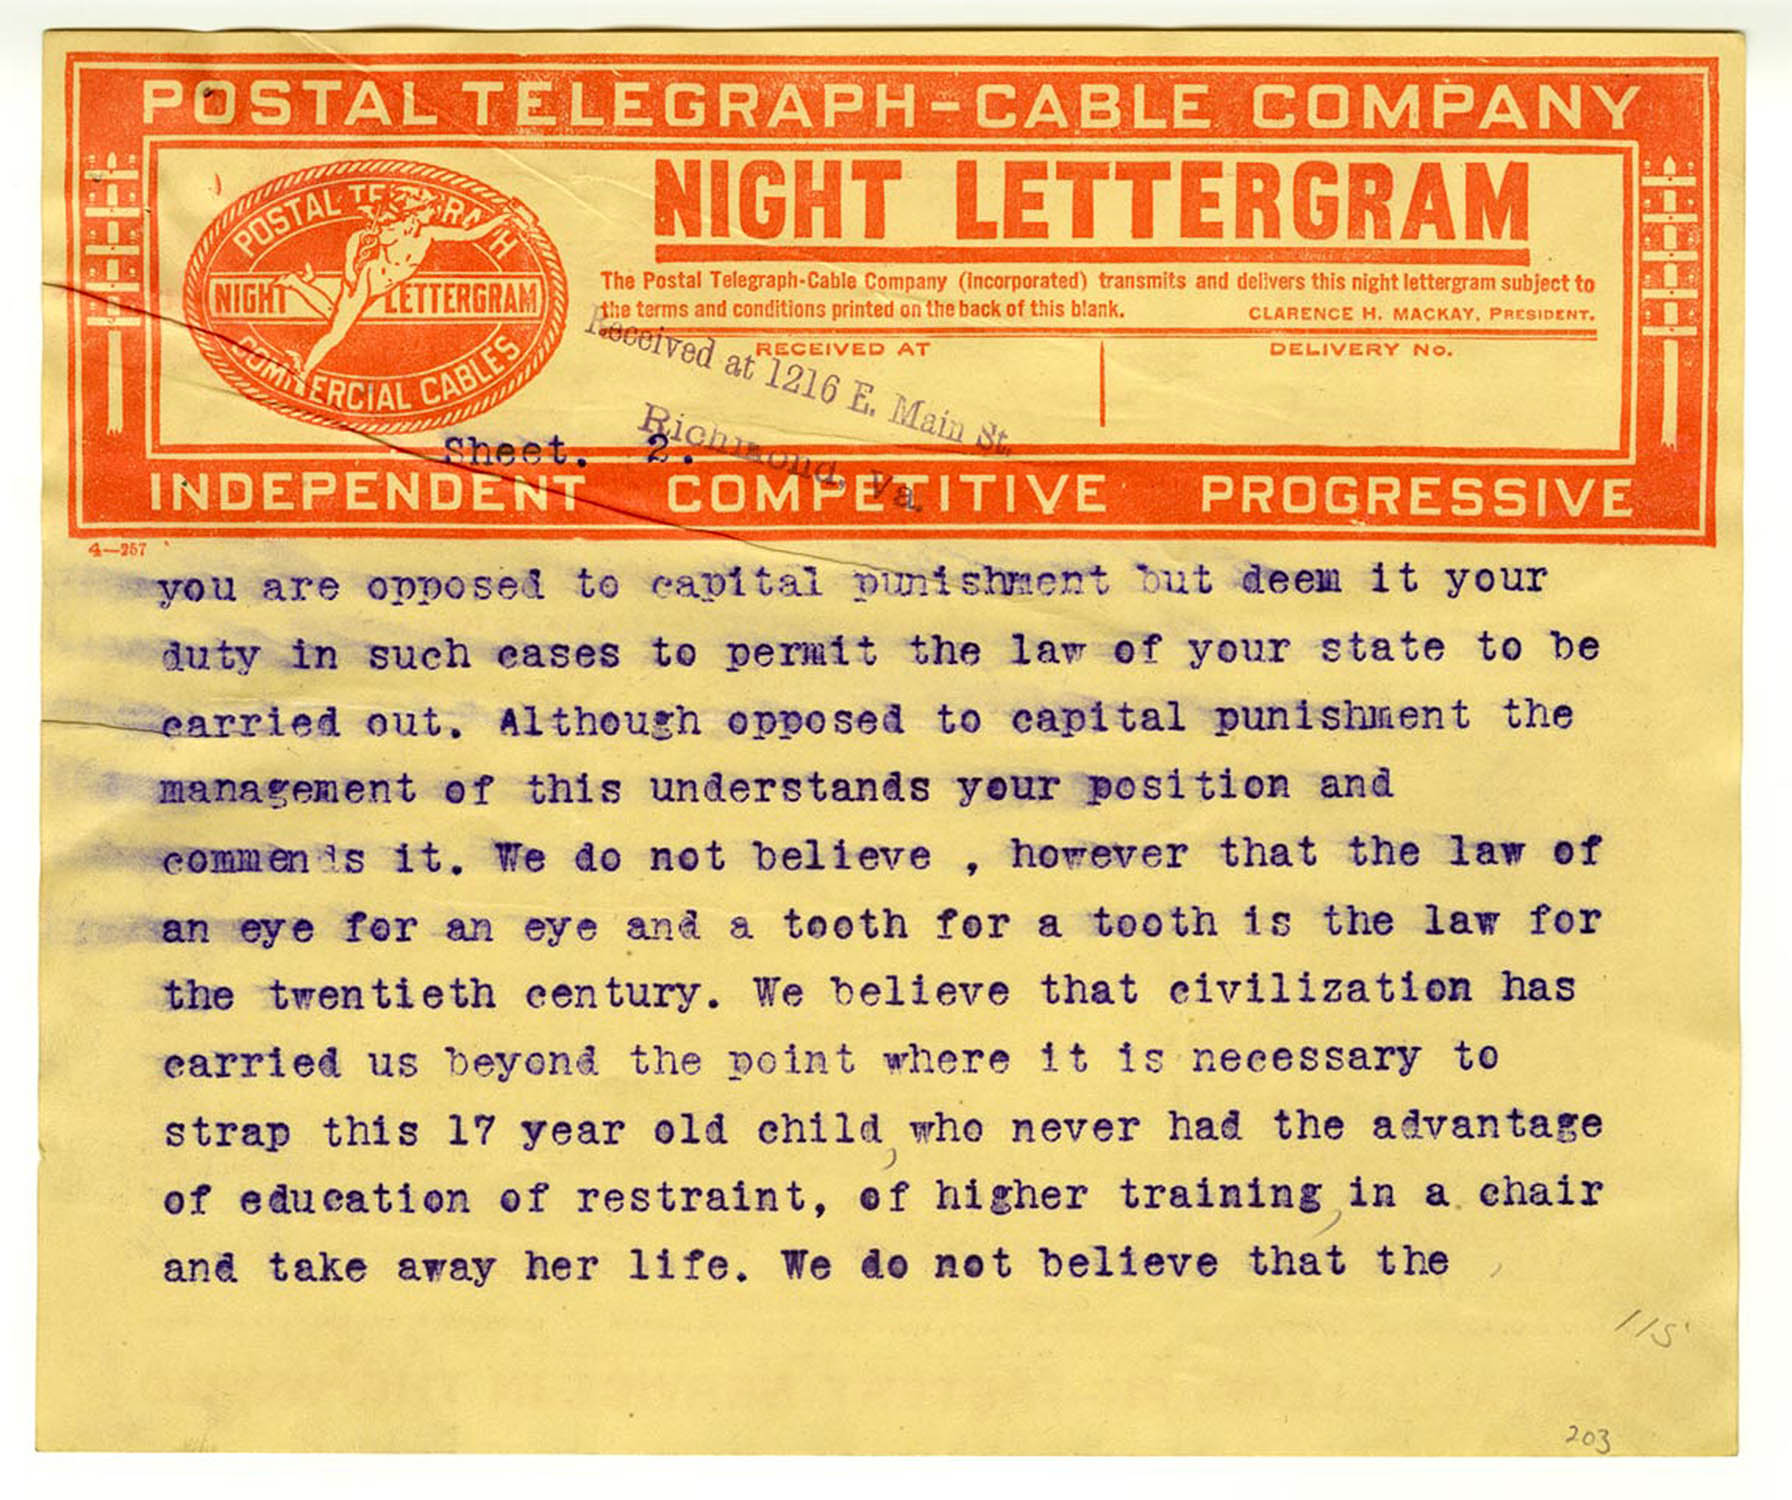 POSTAL TELEGRAPH-CABLE COMPANY
POSTAL TELEGRAPH
NIGHT LETTERGRAM
COMMERCIAL CABLES
NIGHT LETTERGRAM
The Postal Telegraph-Cable Company (Incorporated) transmits and delivers this night lettergram subject to
the terms and conditions printed on the back of this blank.
CLARENCE H. MACKAY, PRESIDENT.
RECEIVED AT
DELIVERY No.
Received at 1216 E. Main St.
Richmond, Va.
Sheet. 2.
INDEPENDENT COMPETITIVE PROGRESSIVE
4—257
you are opposed to capital punishment but deem it your
duty in such cases to permit the law of your state to be
carried out. Although opposed to capital punishment the
management of this understands your position and
commends it. We do not believe , however that the law of
an eye for an eye and a tooth for a tooth is the law for
the twentieth century. We believe that civilization has
carried us beyond the point where it is necessary to
strap this 17 year old child, who never had the advantage
of education of restraint, of higher training, in a chair
and take away her life. We do not believe that the
115
203